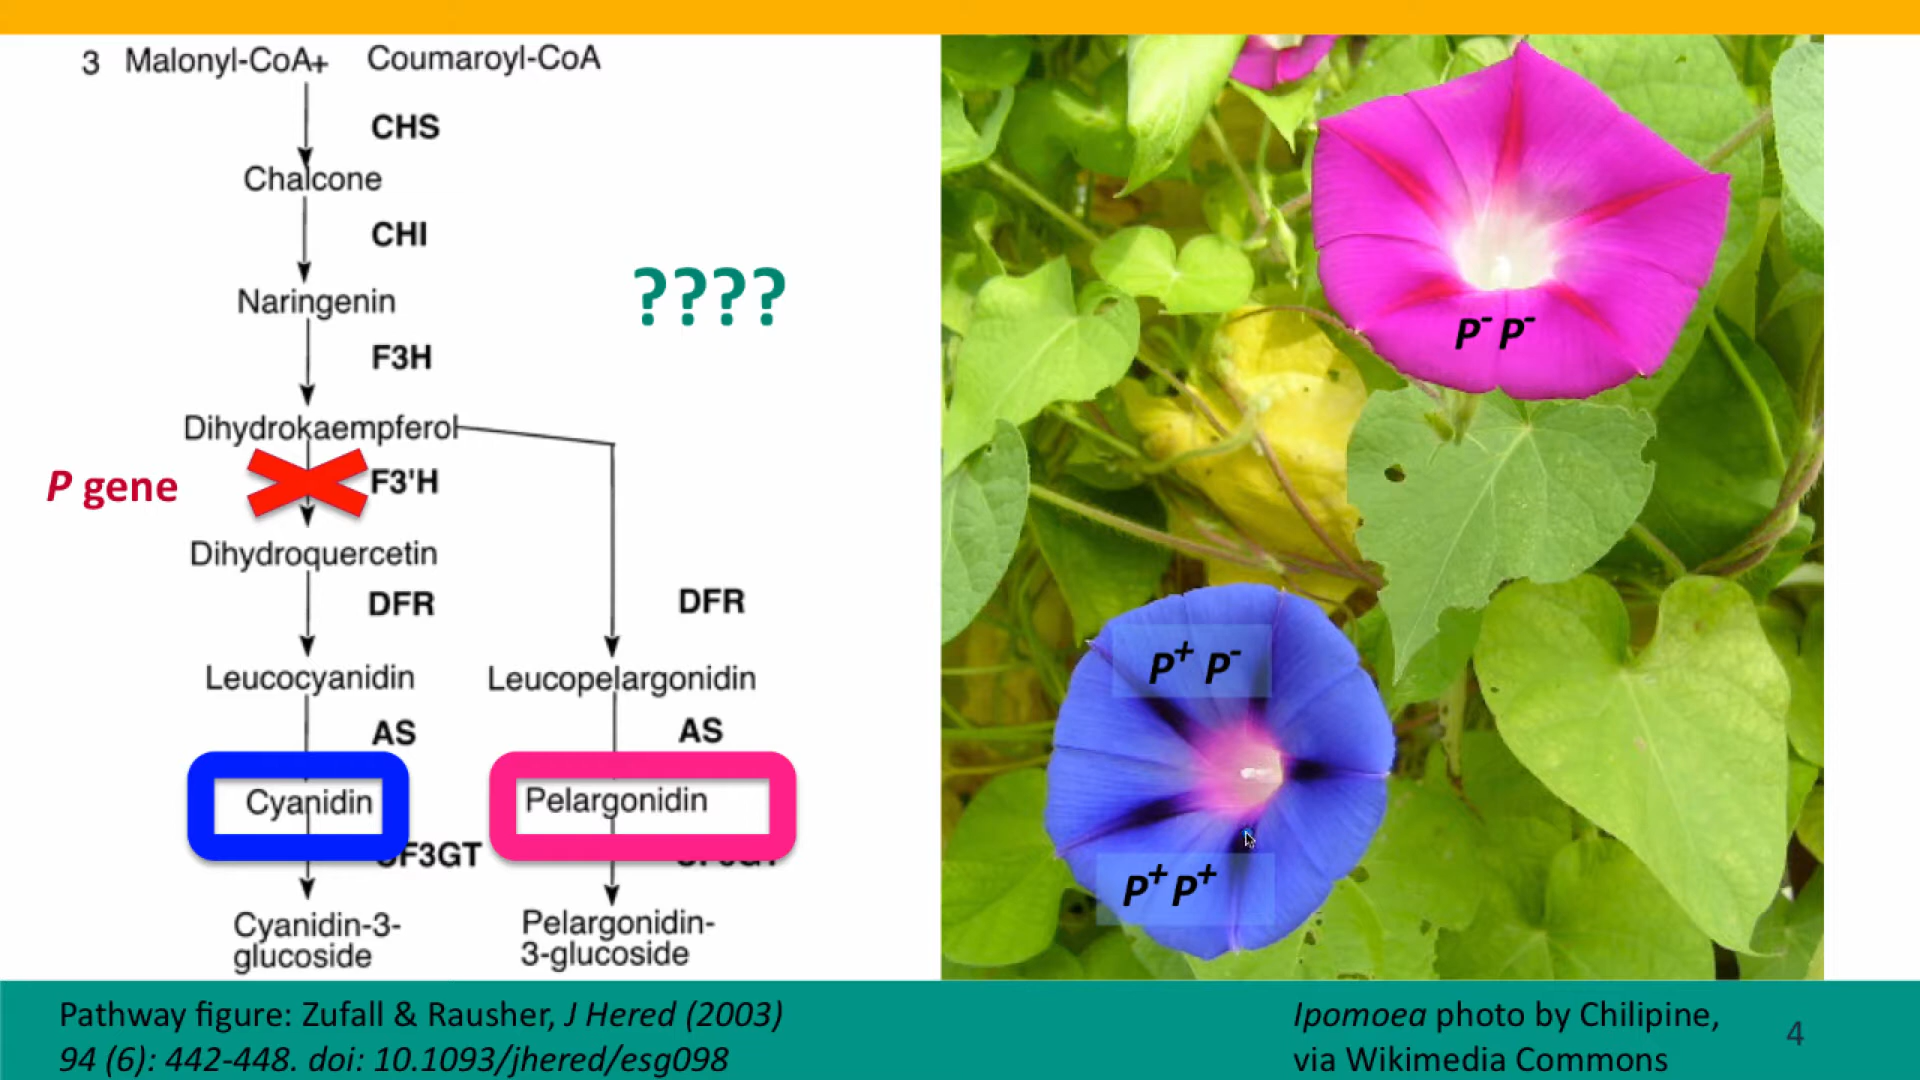 3 Malonyl-CoA+ Coumaroyl-CoA
CHS
Chalcone
CHI
Naringenin
????
F3H
Dihydrokaempferol
P gene
F3'H
Dihydroquercetin
DFR
DFR
Leucocyanidin
Leucopelargonidin
AS
AS
Cyanidin
Pelargonidin
UF3GT
Cyanidin-3-
glucoside
Pelargonidin-
3-glucoside
P- P-
P+ P-
P+ P+
Pathway figure: Zufall & Rausher, J Hered (2003)
94 (6): 442-448. doi: 10.1093/jhered/esg098
Ipomoea photo by Chilipine,
via Wikimedia Commons
4